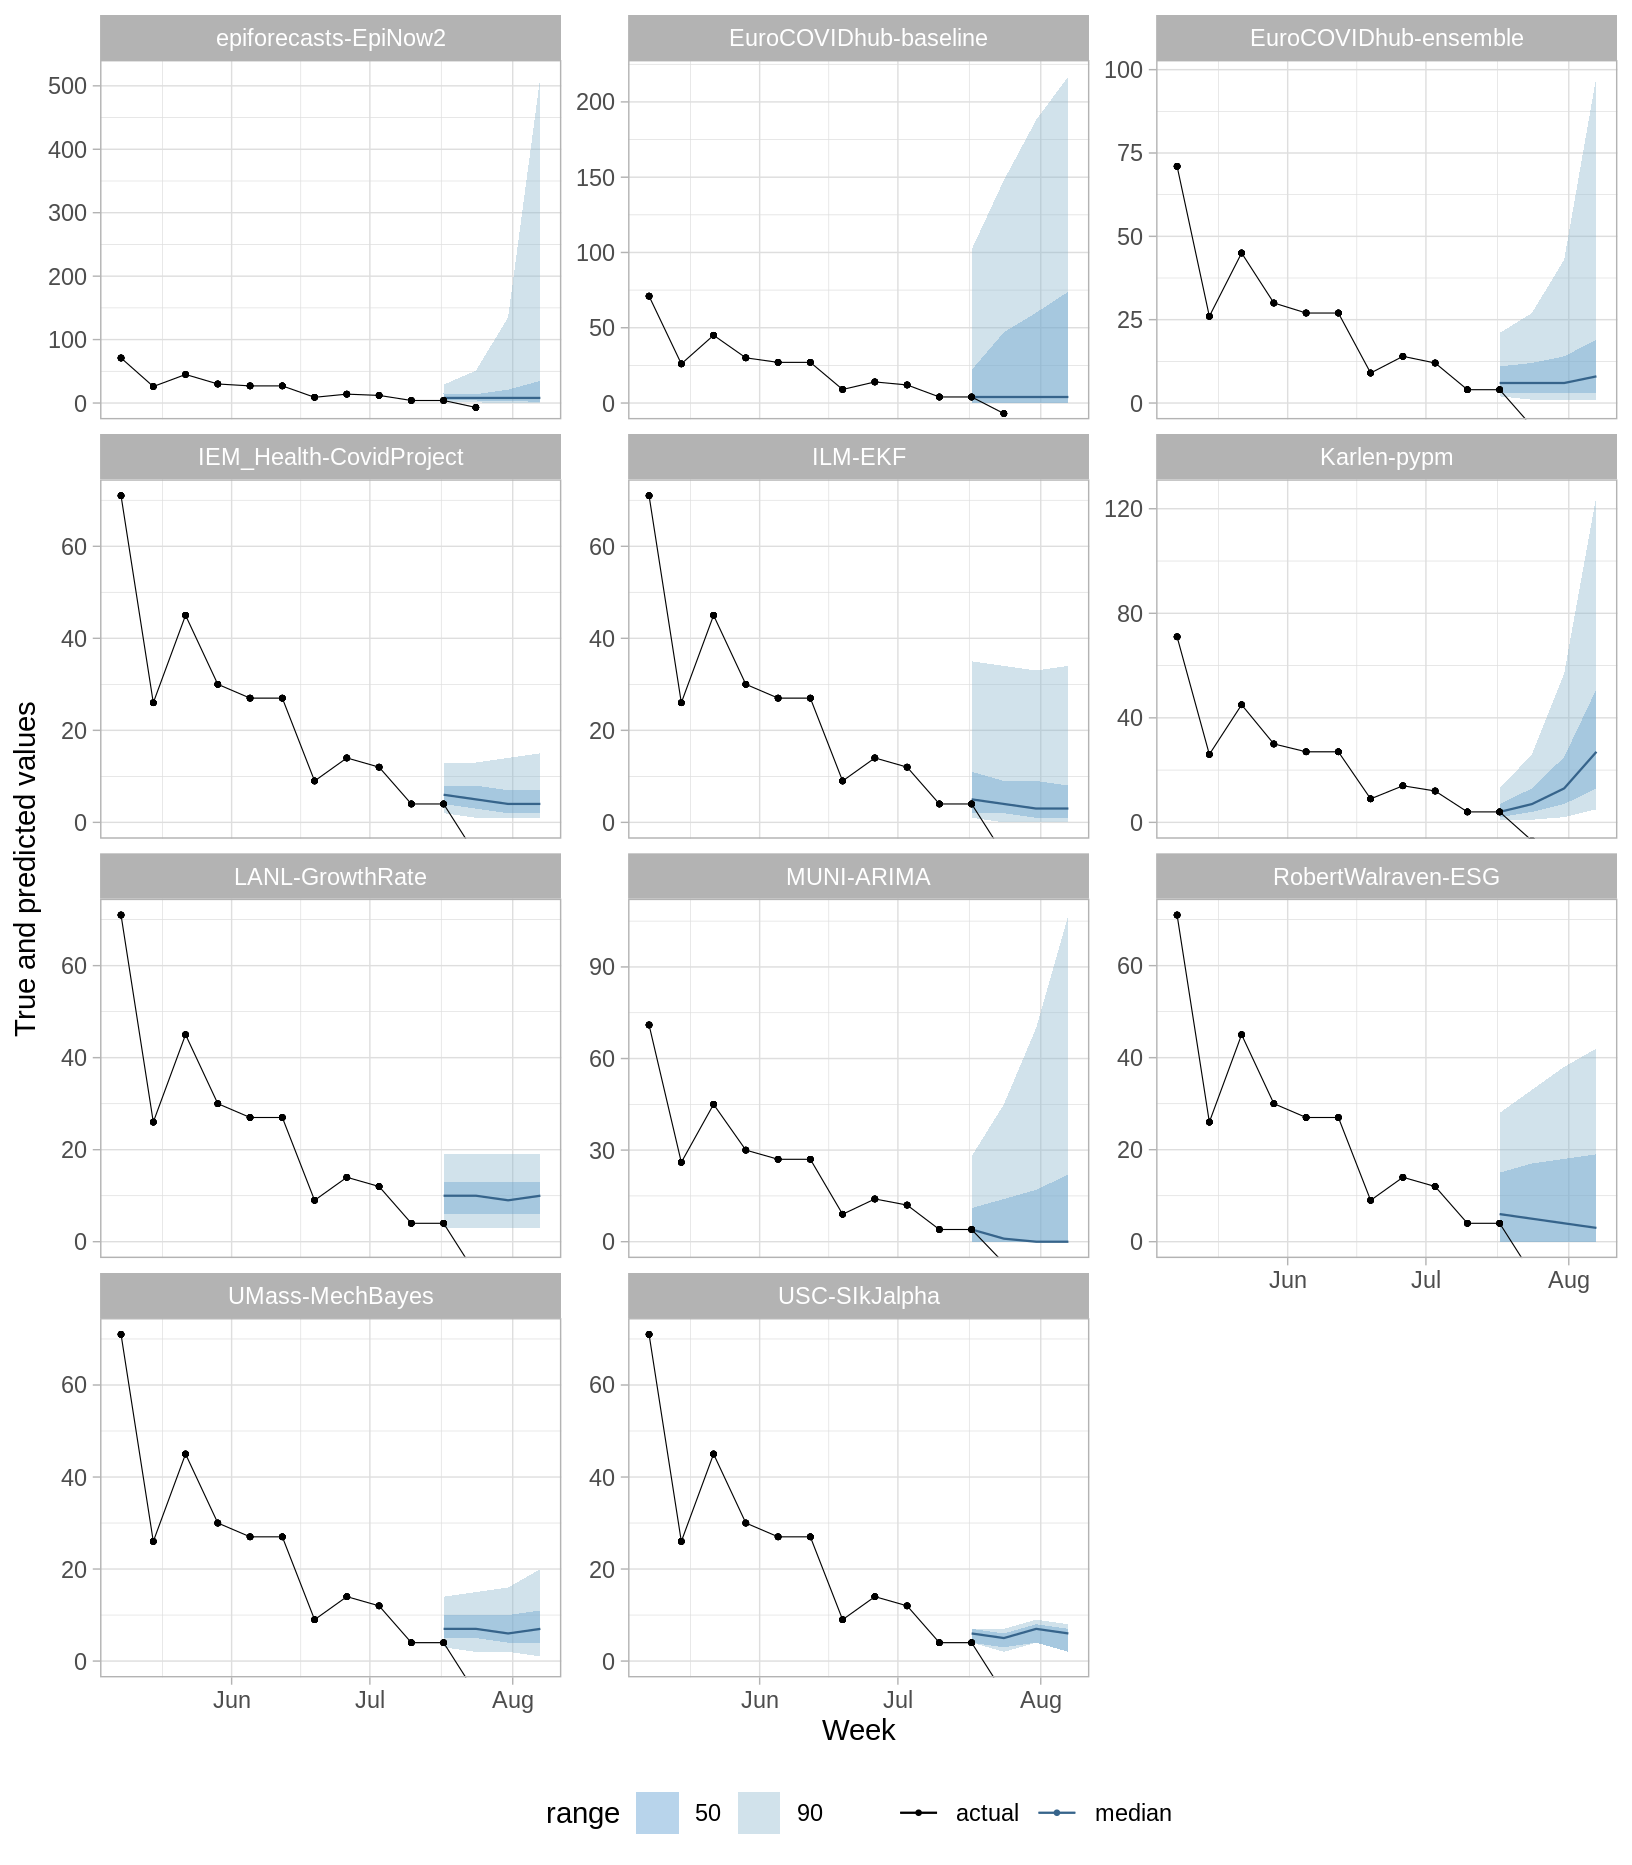 epiforecasts-EpiNow2
EuroCOVIDhub-baseline
EuroCOVIDhub-ensemble
500
400
300
200
100
0
200
150
100
50
0
100
75
50
25
0
IEM_Health-CovidProject
ILM-EKF
Karlen-pypm
60
40
20
0
60
40
20
0
120
80
40
0
True and predicted values
LANL-GrowthRate
MUNI-ARIMA
RobertWalraven-ESG
60
40
20
0
90
60
30
0
60
40
20
0
Jun Jul Aug
UMass-MechBayes
USC-SIkJalpha
60
40
20
0
60
40
20
0
Jun Jul Aug
Jun Jul Aug
Week
range 50 90 actual median